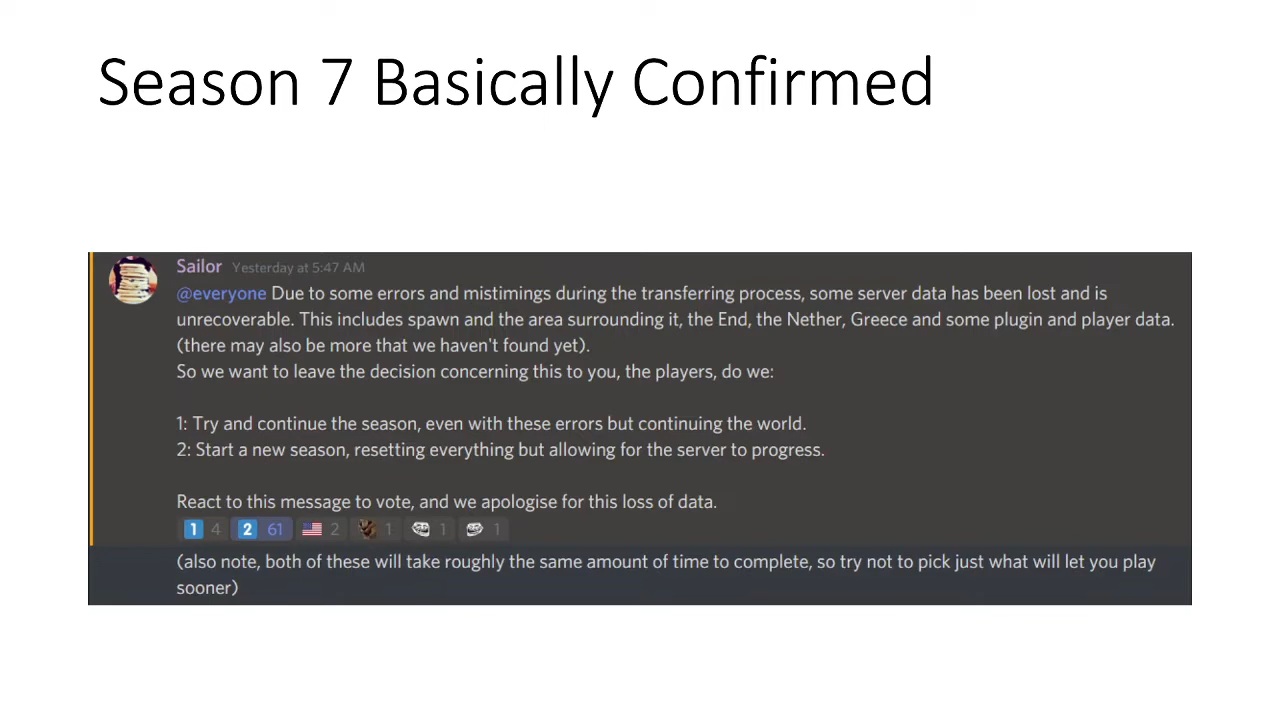 Season 7 Basically Confirmed
Sailor Yesterday at 5:47 AM
@everyone Due to some errors and mistimings during the transferring process, some server data has been lost and is
unrecoverable. This includes spawn and the area surrounding it, the End, the Nether, Greece and some plugin and player data.
(there may also be more that we haven't found yet).
So we want to leave the decision concerning this to you, the players, do we:
1: Try and continue the season, even with these errors but continuing the world.
2: Start a new season, resetting everything but allowing for the server to progress.
React to this message to vote, and we apologise for this loss of data.
1 4 2 61 2 1 1 1
(also note, both of these will take roughly the same amount of time to complete, so try not to pick just what will let you play
sooner)